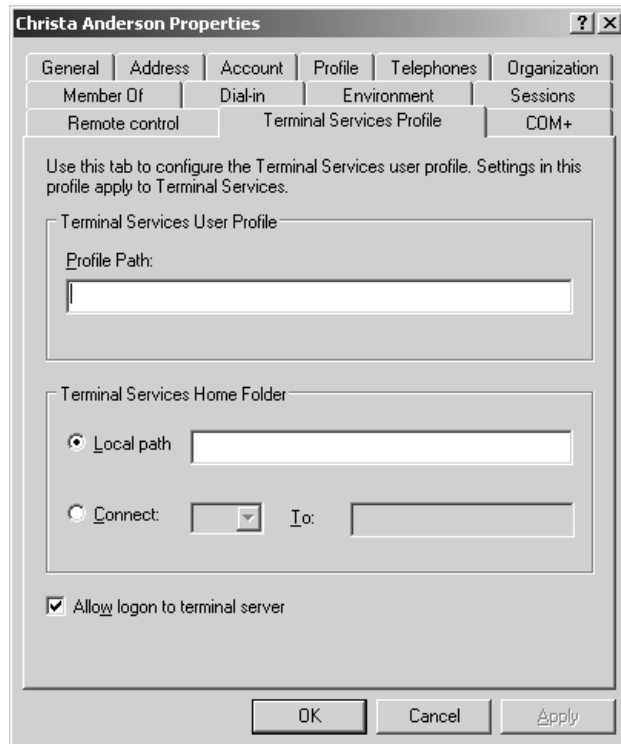 Christa Anderson Properties
General Address Account Profile Telephones Organization
Member Of Dial-in Environment Sessions
Remote control Terminal Services Profile COM+
Use this tab to configure the Terminal Services user profile. Settings in this
profile apply to Terminal Services.
Terminal Services User Profile
Profile Path:
Terminal Services Home Folder
Local path
Connect: To:
Allow logon to terminal server
OK Cancel Apply